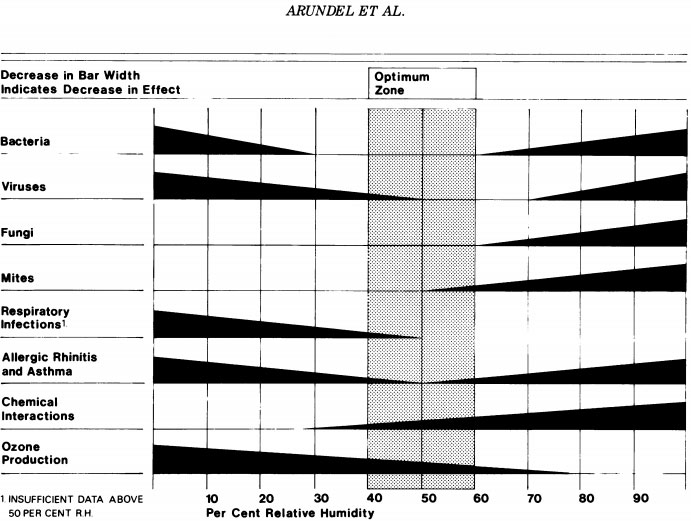 ARUNDEL ET AL.
Decrease in Bar Width
Indicates Decrease in Effect
Optimum
Zone
Bacteria
Viruses
Fungi
Mites
Respiratory
Infections1.
Allergic Rhinitis
and Asthma
Chemical
Interactions
Ozone
Production
1. INSUFFICIENT DATA ABOVE
50 PER CENT R.H.
10 20 30 40 50 60 70 80 90
Per Cent Relative Humidity